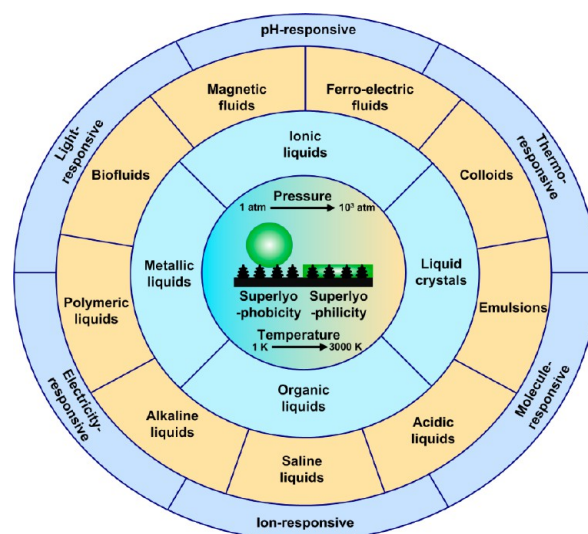 pH-responsive
Magnetic
fluids
Ferro-electric
fluids
Light-
responsive
Thermo-
responsive
Ionic
liquids
Biofluids
Colloids
Pressure
1 atm
10³ atm
Metallic
liquids
Liquid
crystals
Superlyo
-phobicity
Superlyo
-philicity
Polymeric
liquids
Emulsions
Temperature
1 K
3000 K
Organic
liquids
Electricity-
responsive
Molecule-
responsive
Alkaline
liquids
Acidic
liquids
Saline
liquids
Ion-responsive